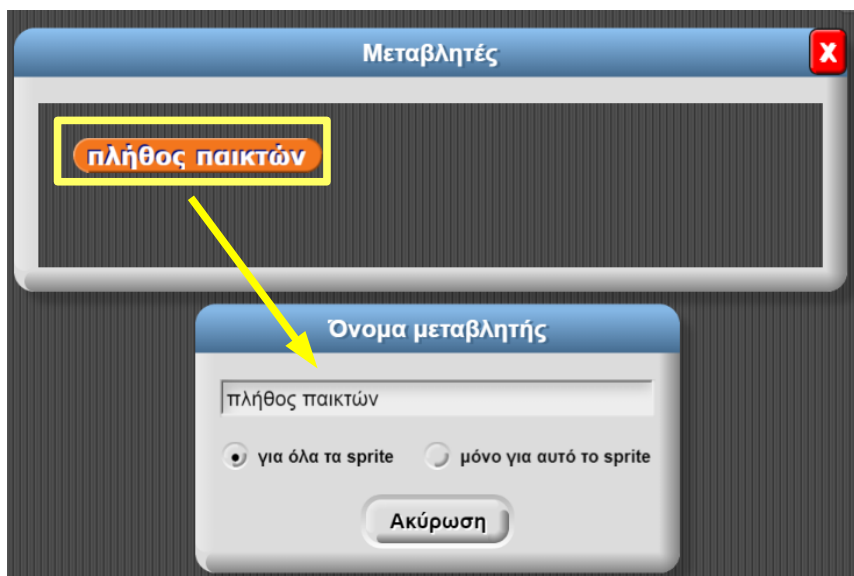 Μεταβλητές
X
πλήθος παικτών
Όνομα μεταβλητής
πλήθος παικτών
για όλα τα sprite μόνο για αυτό το sprite
Ακύρωση